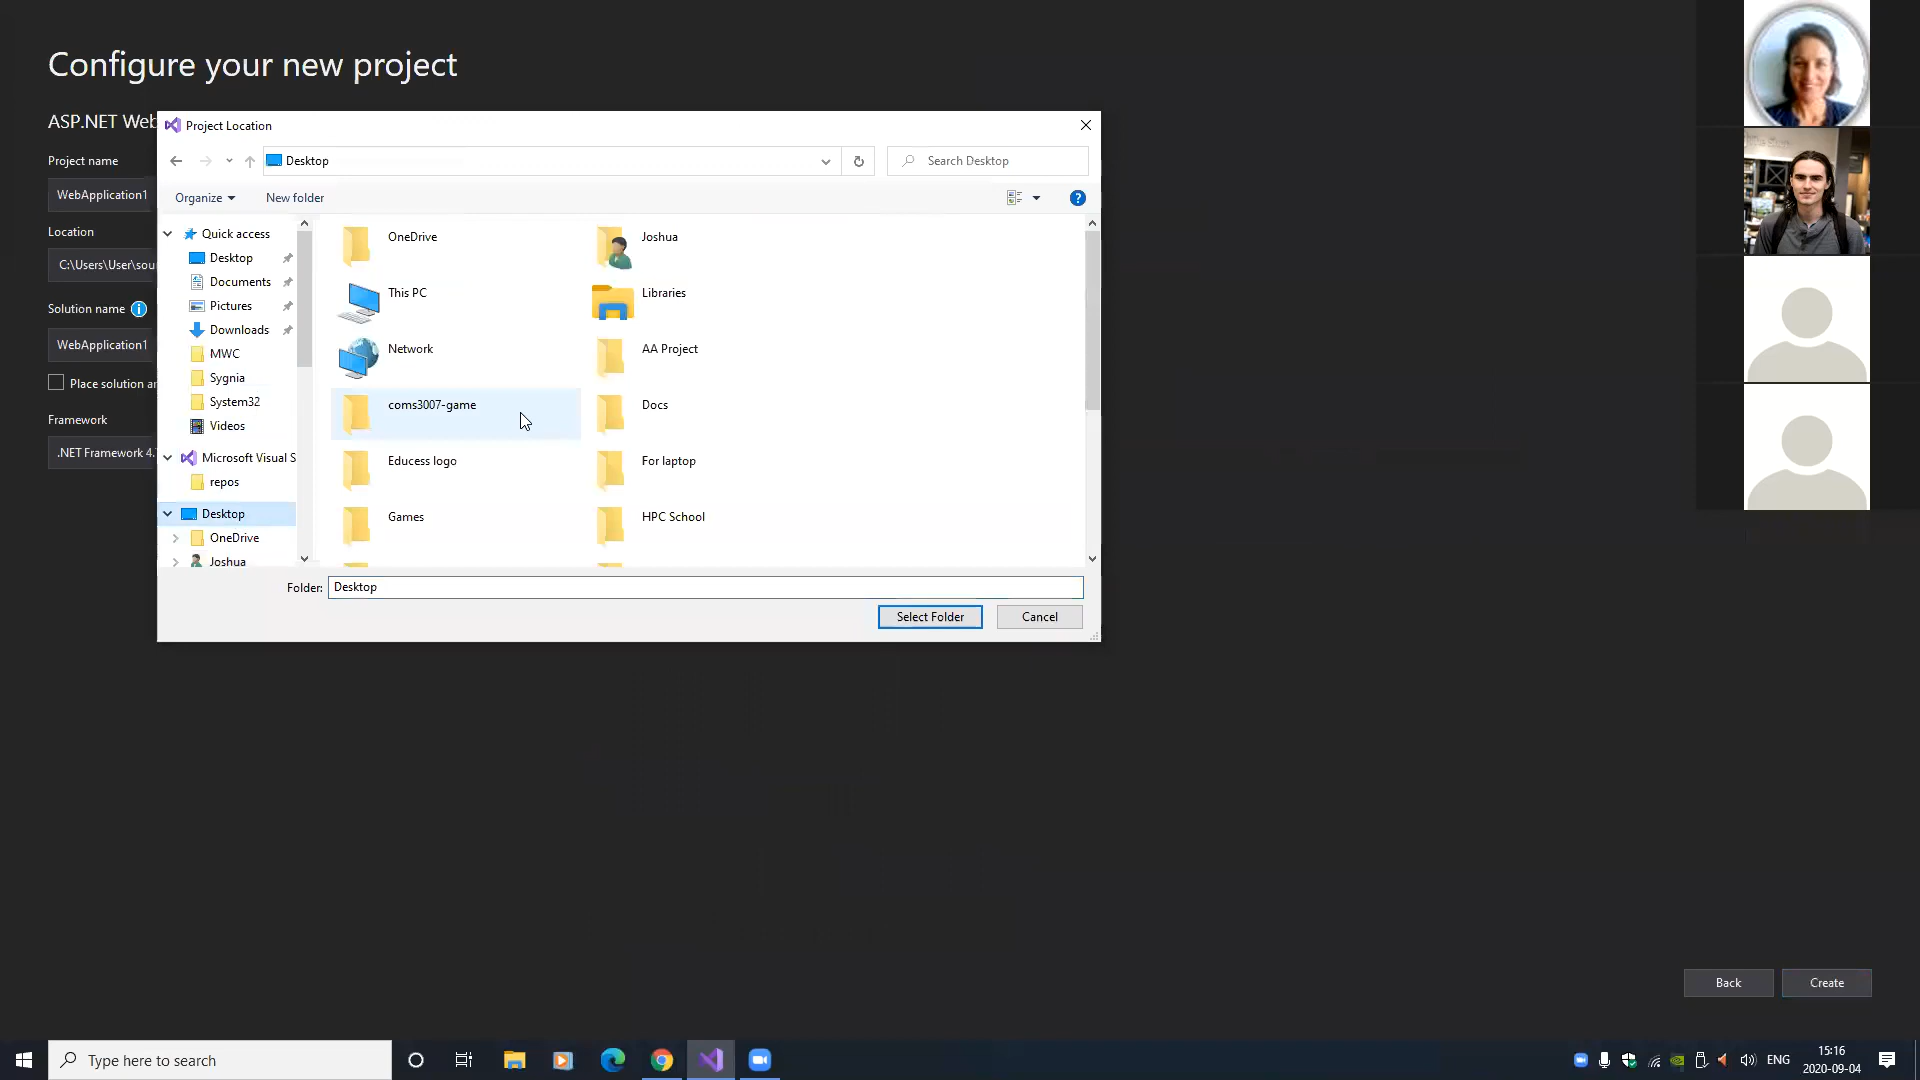 Configure your new project
ASP.NET Web
Project name
WebApplication1
Location
C:\Users\User\sou
Solution name
WebApplication1
Place solution an
Framework
.NET Framework 4.
Project Location
Desktop
Search Desktop
Organize
New folder
Quick access
Desktop
Documents
Pictures
Downloads
MWC
Sygnia
System32
Videos
Microsoft Visual S
repos
Desktop
OneDrive
Joshua
OneDrive
Joshua
This PC
Libraries
Network
AA Project
coms3007-game
Docs
Educess logo
For laptop
Games
HPC School
Folder: Desktop
Select Folder
Cancel
Back
Create
Type here to search
ENG
15:16
2020-09-04